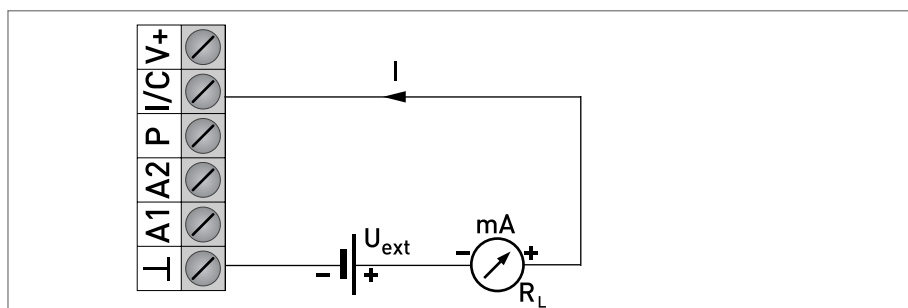 V+
I/C
P
A2
A1
⊥
I
- U_ext +
- mA +
R_L